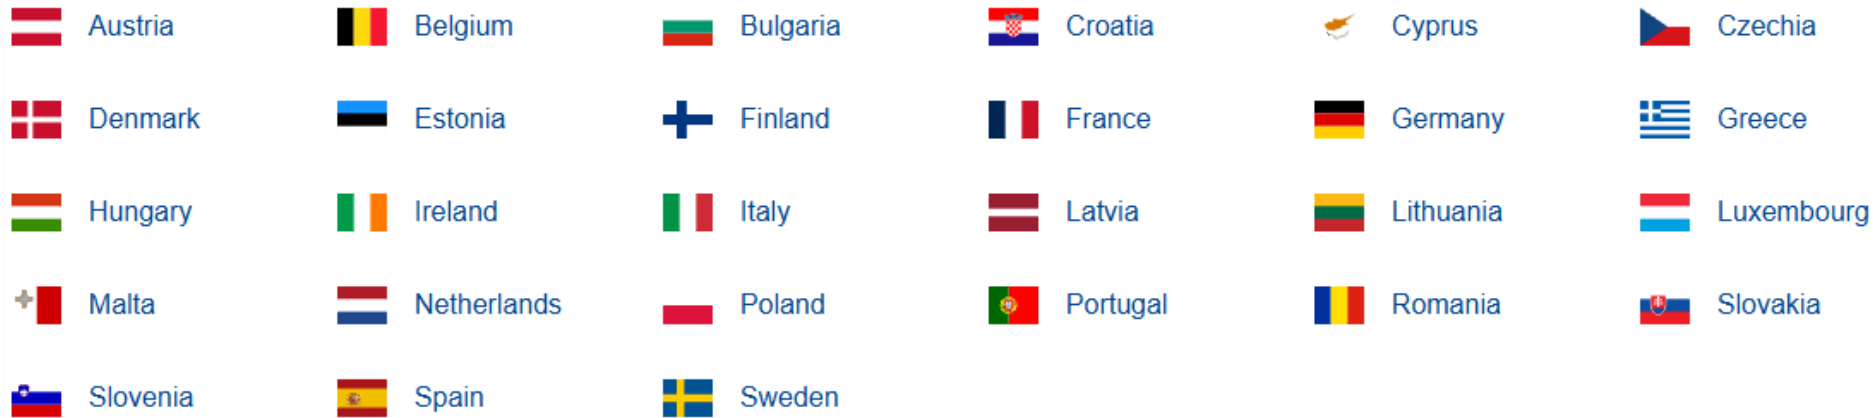 Austria Belgium Bulgaria Croatia Cyprus Czechia
Denmark Estonia Finland France Germany Greece
Hungary Ireland Italy Latvia Lithuania Luxembourg
Malta Netherlands Poland Portugal Romania Slovakia
Slovenia Spain Sweden